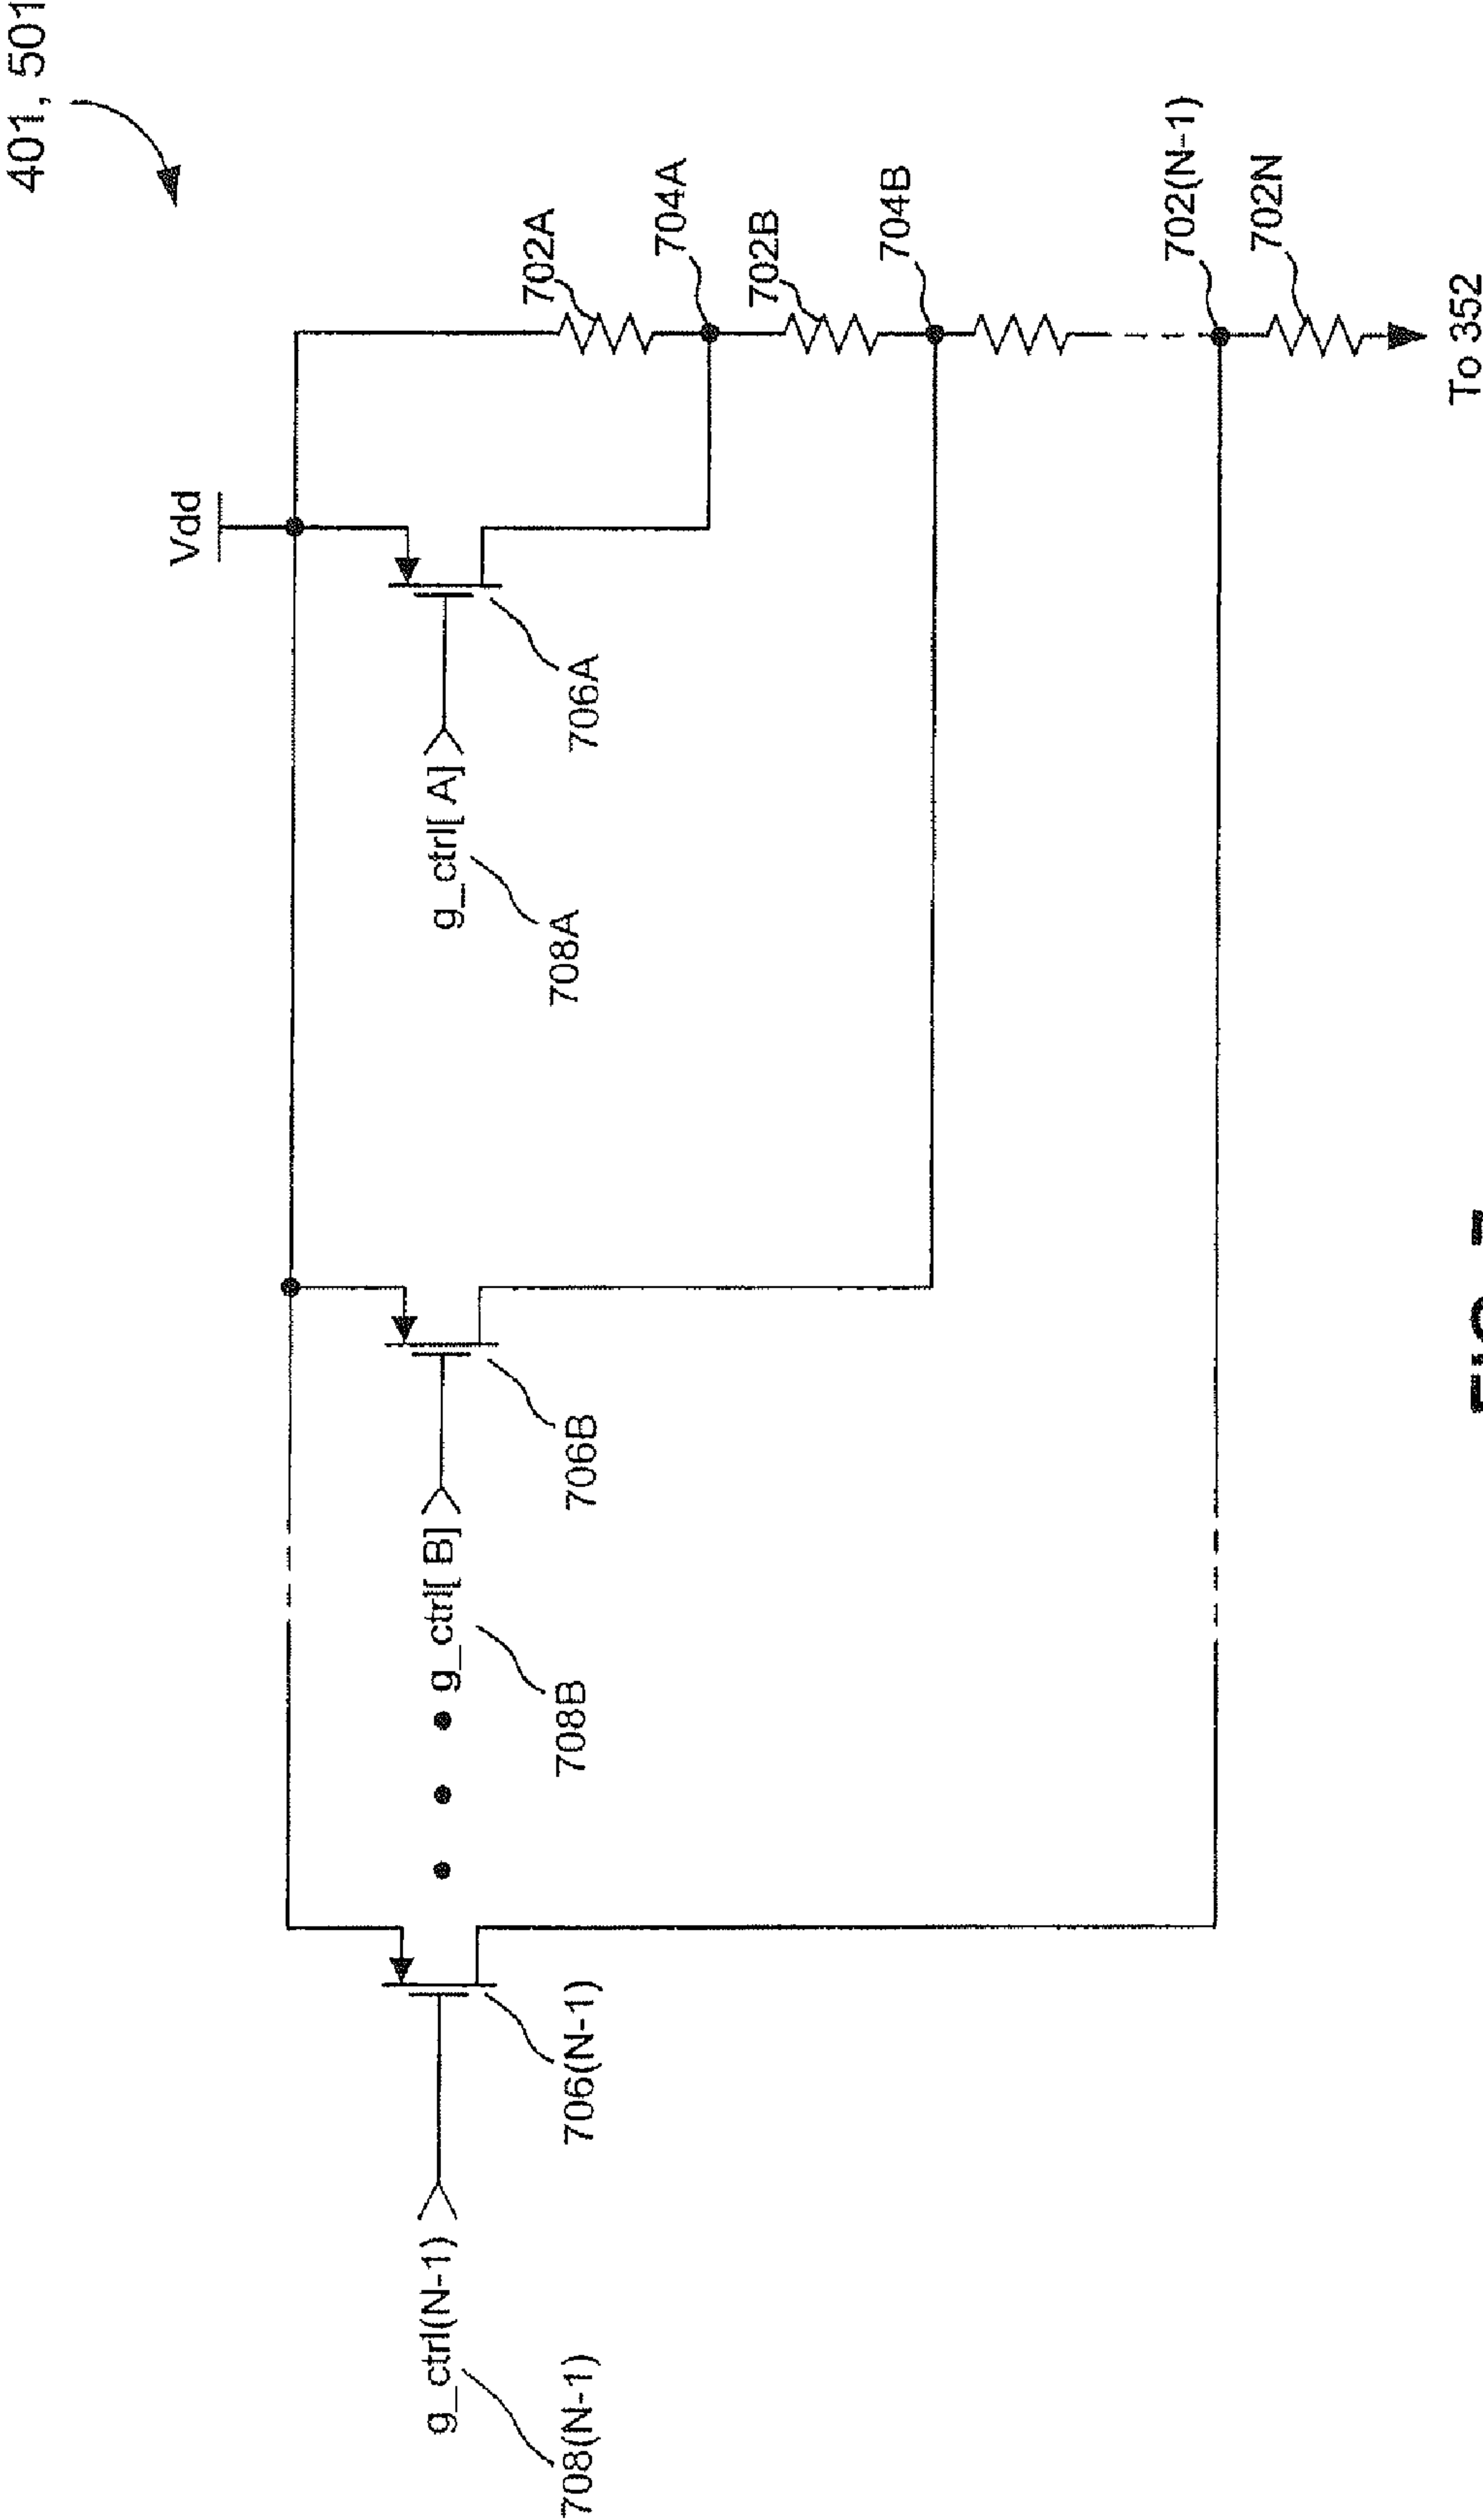 401, 501
Vdd
702A
704A
702B
704B
702(N-1)
702N
To 352
g_ctrl[ A]
706A
708A
g_ctrl[ B]
706B
708B
g_ctrl(N-1)
706(N-1)
708(N-1)